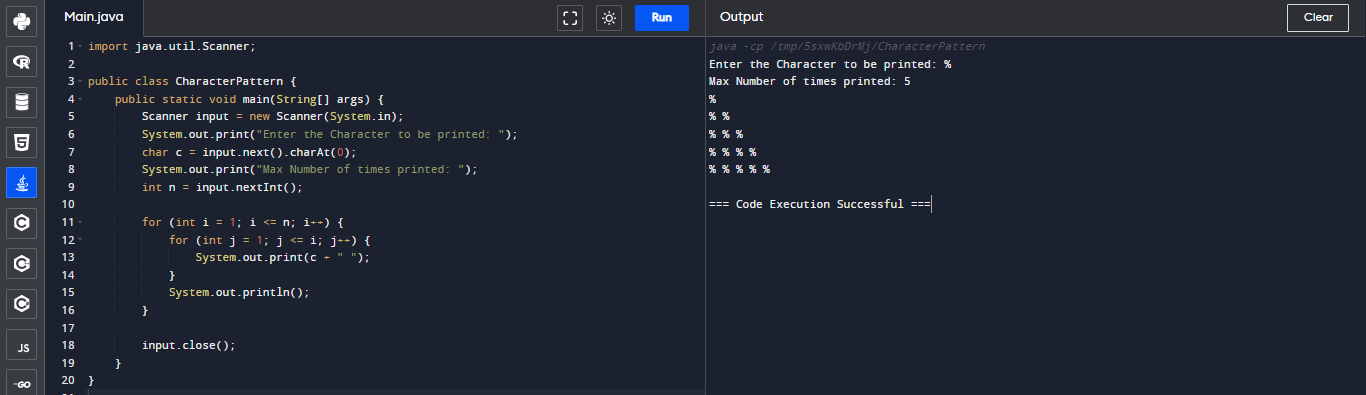 Main.java
Run
Output
Clear
1 import java.util.Scanner;
2
3 public class CharacterPattern {
4     public static void main(String[] args) {
5         Scanner input = new Scanner(System.in);
6         System.out.print("Enter the Character to be printed: ");
7         char c = input.next().charAt(0);
8         System.out.print("Max Number of times printed: ");
9         int n = input.nextInt();
10
11         for (int i = 1; i <= n; i++) {
12             for (int j = 1; j <= i; j++) {
13                 System.out.print(c + " ");
14             }
15             System.out.println();
16         }
17
18         input.close();
19     }
20 }
java -cp /tmp/5sxwKbDrMj/CharacterPattern
Enter the Character to be printed: %
Max Number of times printed: 5
%
% %
% % %
% % % %
% % % % %
=== Code Execution Successful ===
R
5
C
C
C
JS
GO